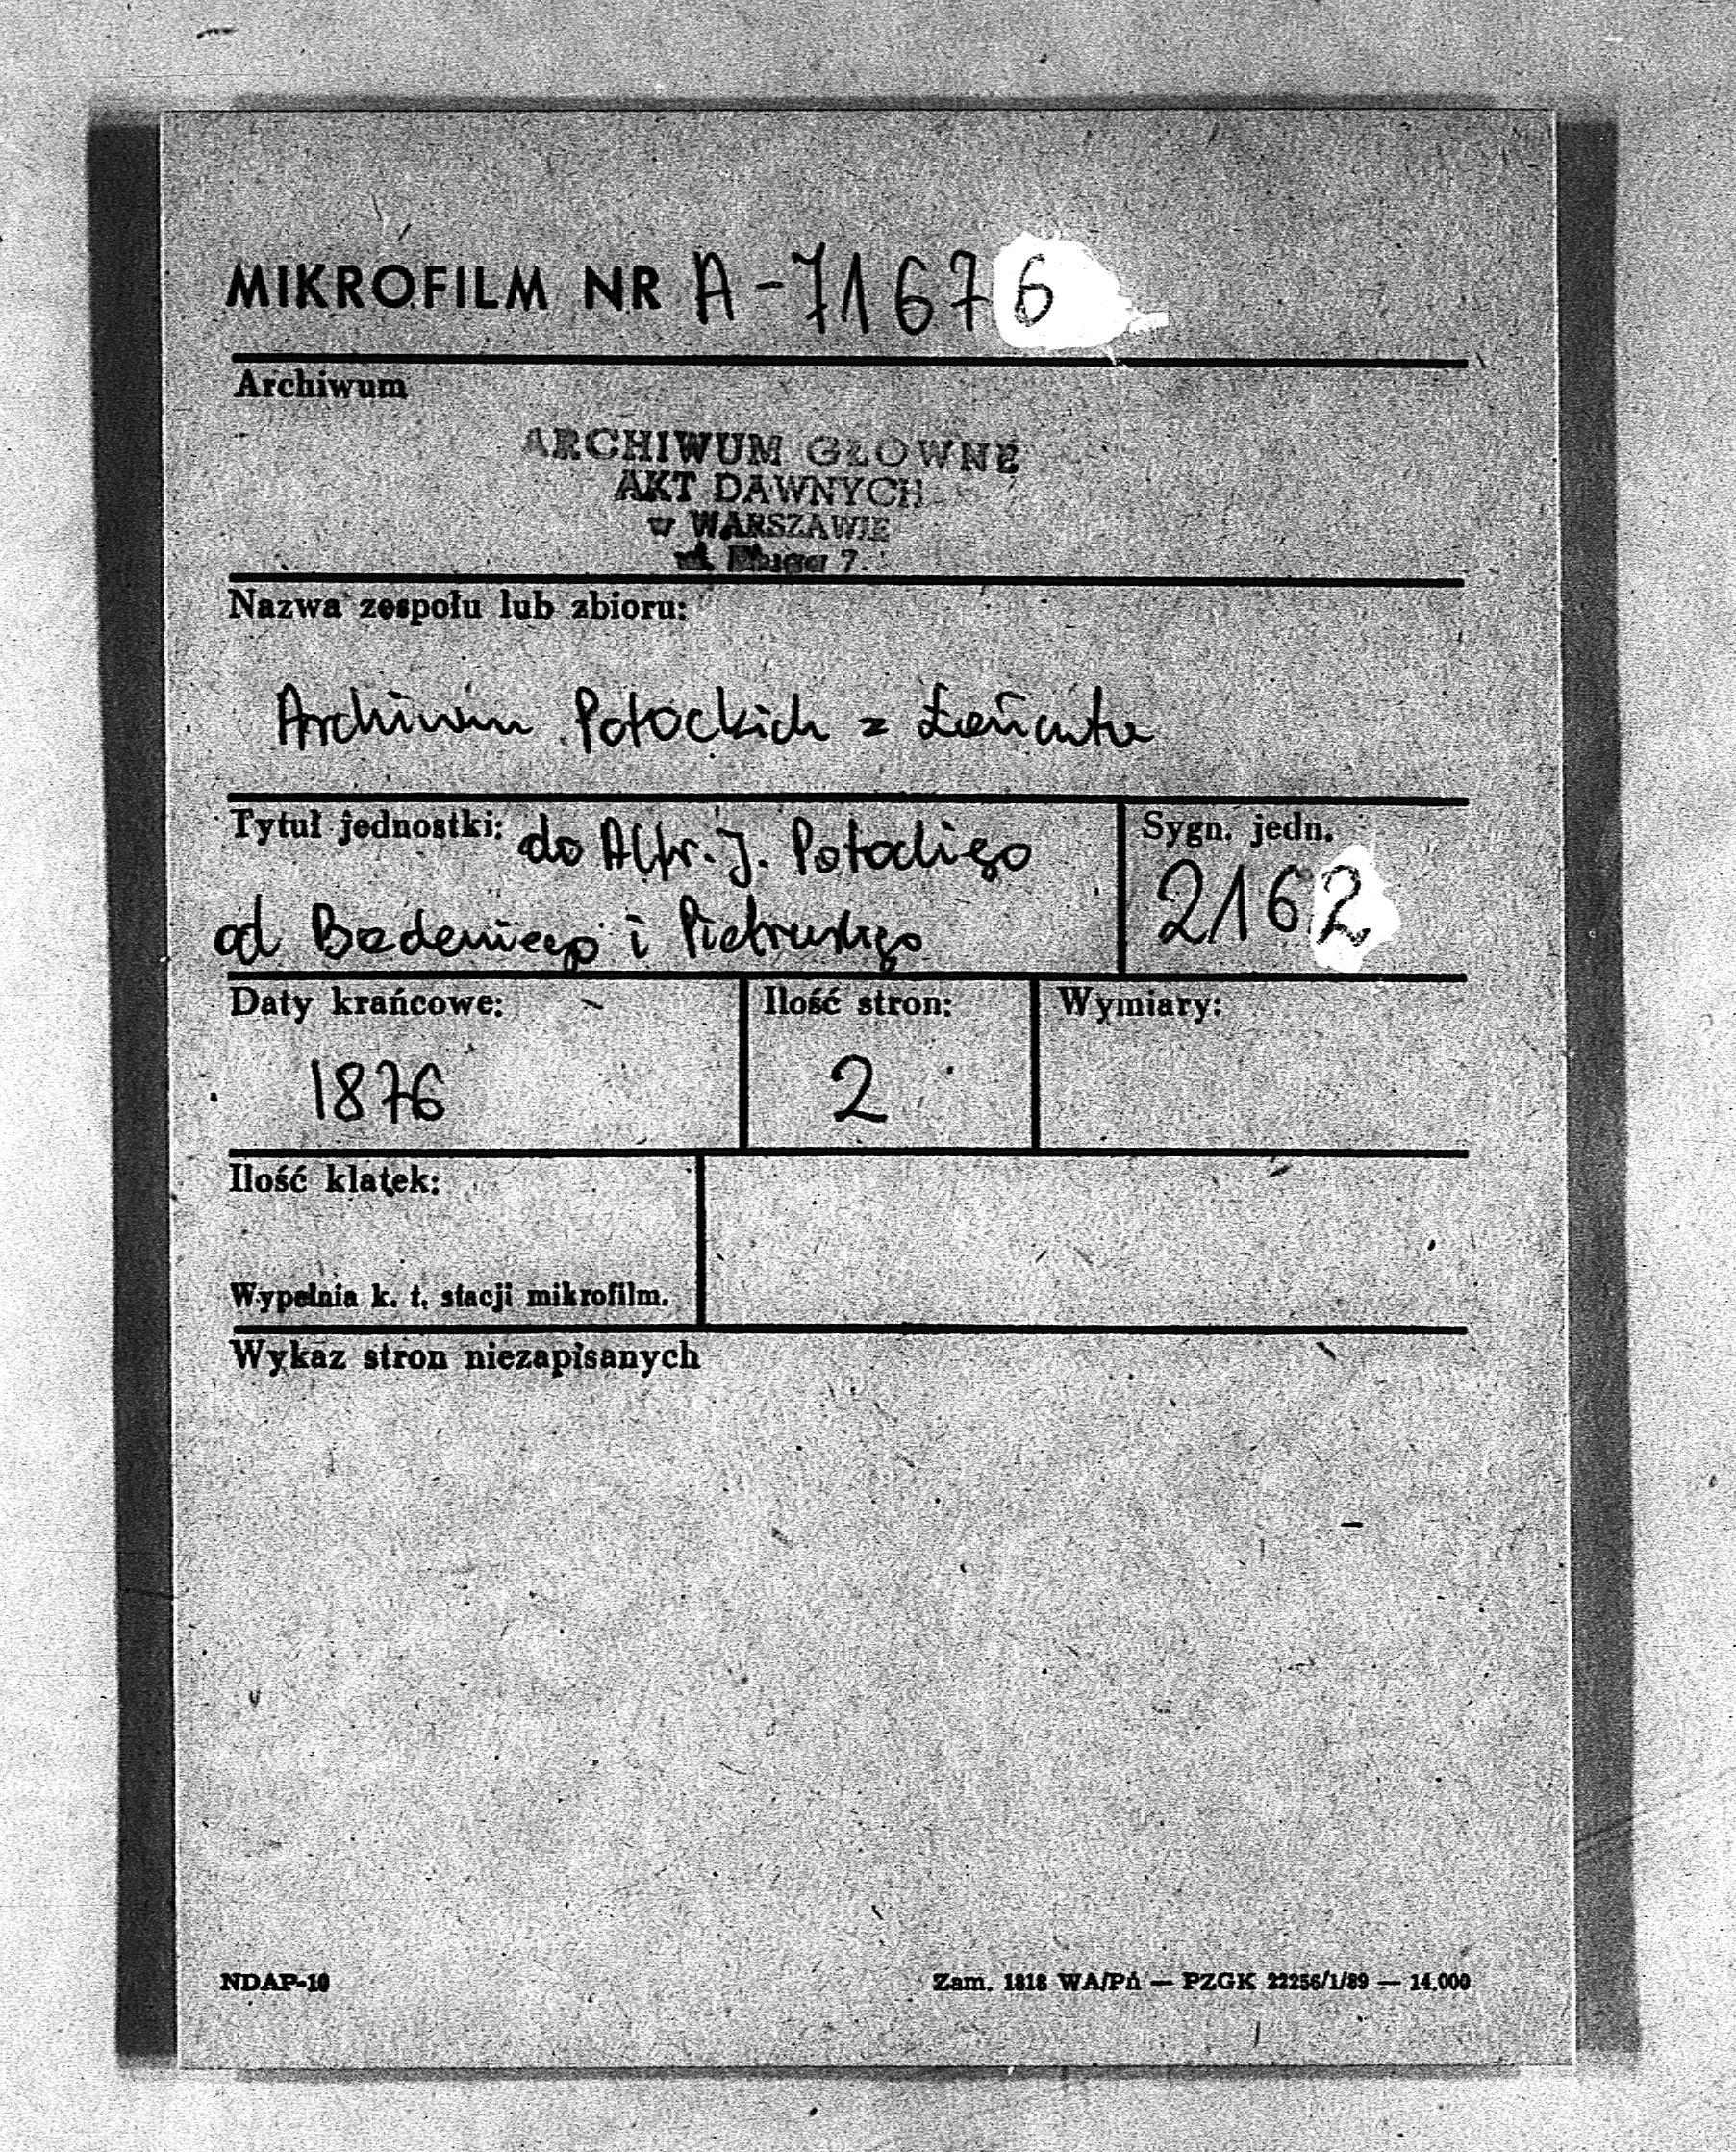 MIKROFILM NR A-71676
Archiwum
ARCHIWUM GŁOWNE
AKT DAWNYCH
w WARSZAWIE
ul. Długa 7.
Nazwa zespołu lub zbioru:
Archiwum Potockich z Łańcuta
Tytuł jednostki: do Alfr. J. Potockiego
od Badeniego i Pietruskiego
Sygn. jedn.
2162
Daty krańcowe:
1876
Ilość stron:
2
Wymiary:
Ilość klatek:
Wypełnia k. t. stacji mikrofilm.
Wykaz stron niezapisanych
NDAP-10
Zam. 1818 WA/Pń — PZGK 22256/1/89 — 14.000